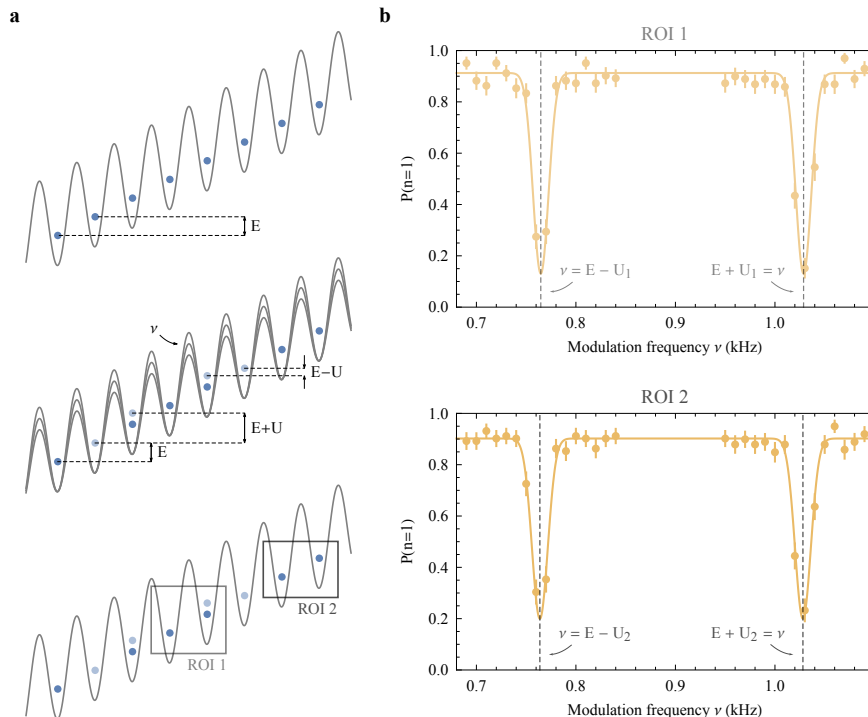 a
E
ν
E−U
E+U
E
ROI 2
ROI 1
b
ROI 1
1.0
0.8
0.6
0.4
0.2
0.0
P(n=1)
ν = E − U₁
E + U₁ = ν
0.7 0.8 0.9 1.0
Modulation frequency ν (kHz)
ROI 2
1.0
0.8
0.6
0.4
0.2
0.0
P(n=1)
ν = E − U₂
E + U₂ = ν
0.7 0.8 0.9 1.0
Modulation frequency ν (kHz)